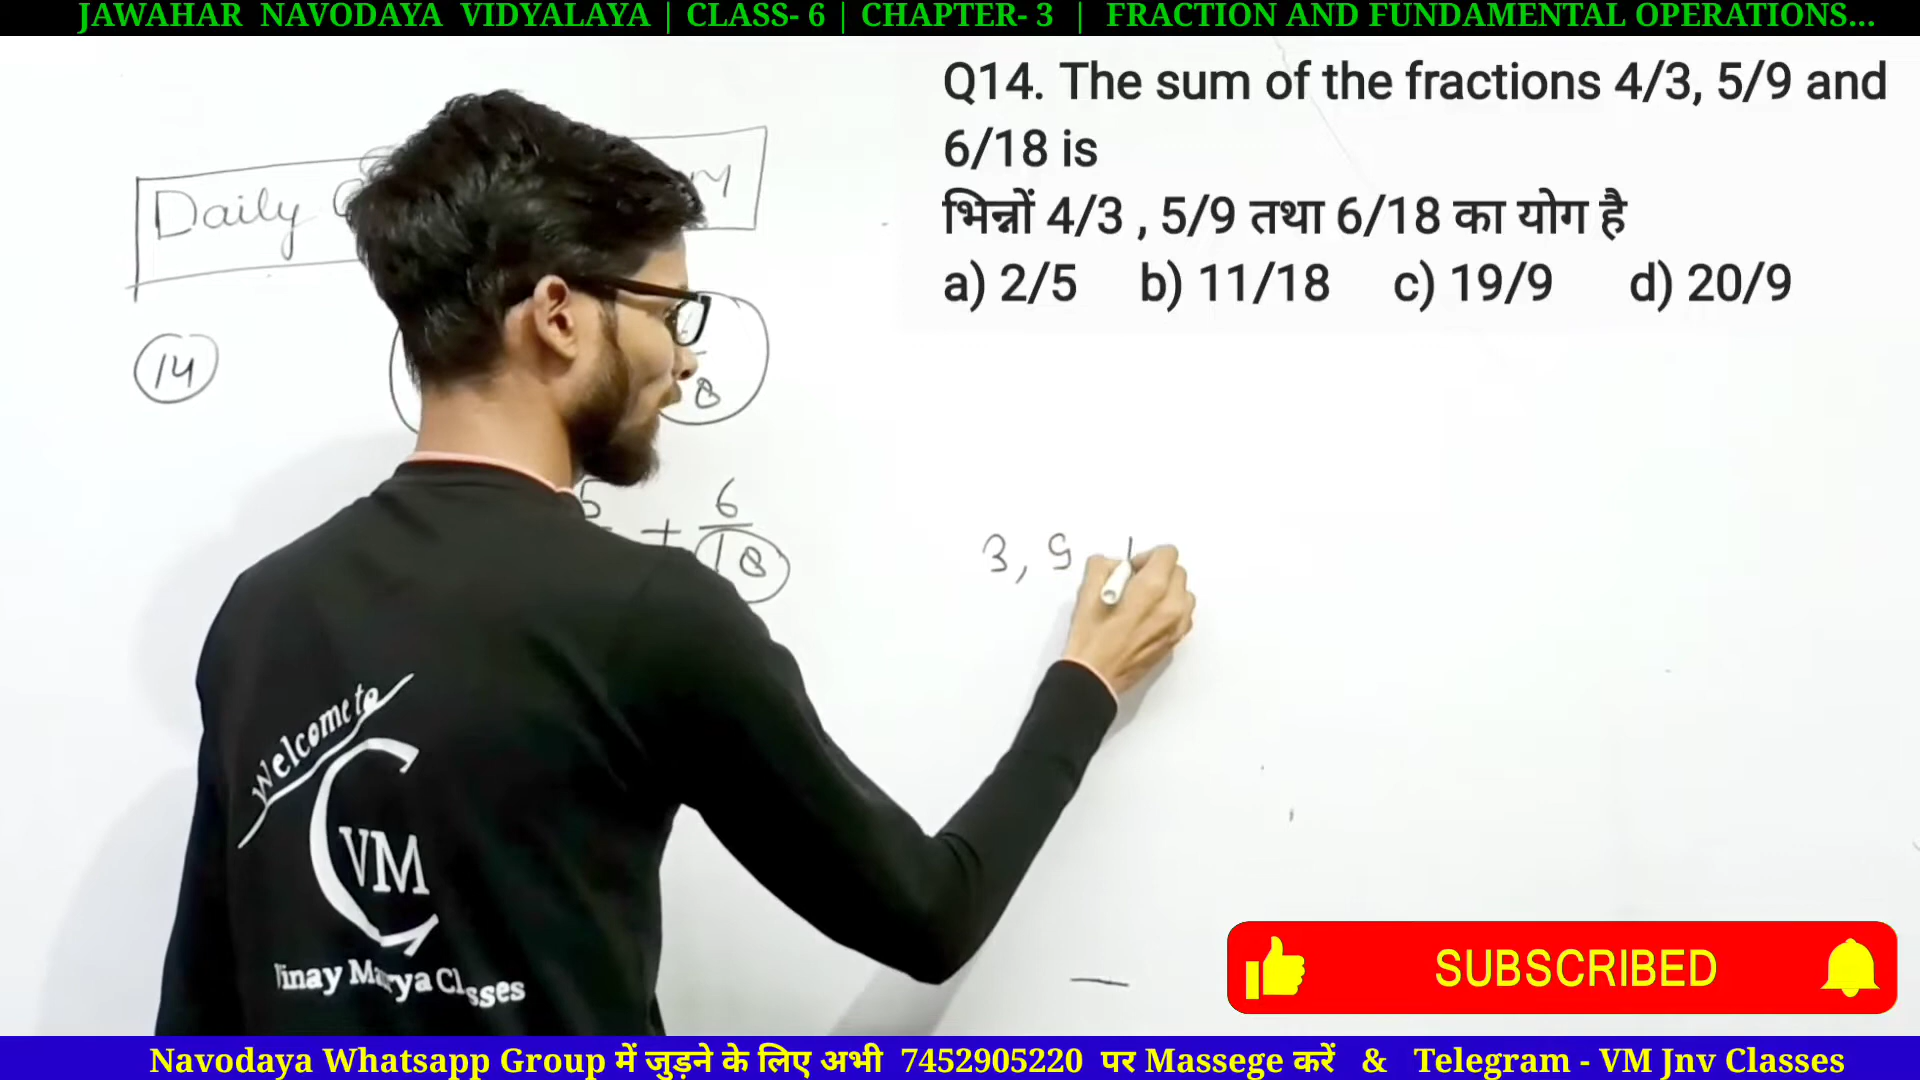 JAWAHAR NAVODAYA VIDYALAYA | CLASS- 6 | CHAPTER- 3 | FRACTION AND FUNDAMENTAL OPERATIONS...
Q14. The sum of the fractions 4/3, 5/9 and
6/18 is
भिन्नों 4/3 , 5/9 तथा 6/18 का योग है
a) 2/5 b) 11/18 c) 19/9 d) 20/9
Daily
14
8
5 + 6
18
3, 9
Welcome to
VM
Vinay Maurya Classes
SUBSCRIBED
Navodaya Whatsapp Group में जुड़ने के लिए अभी 7452905220 पर Massege करें & Telegram - VM Jnv Classes